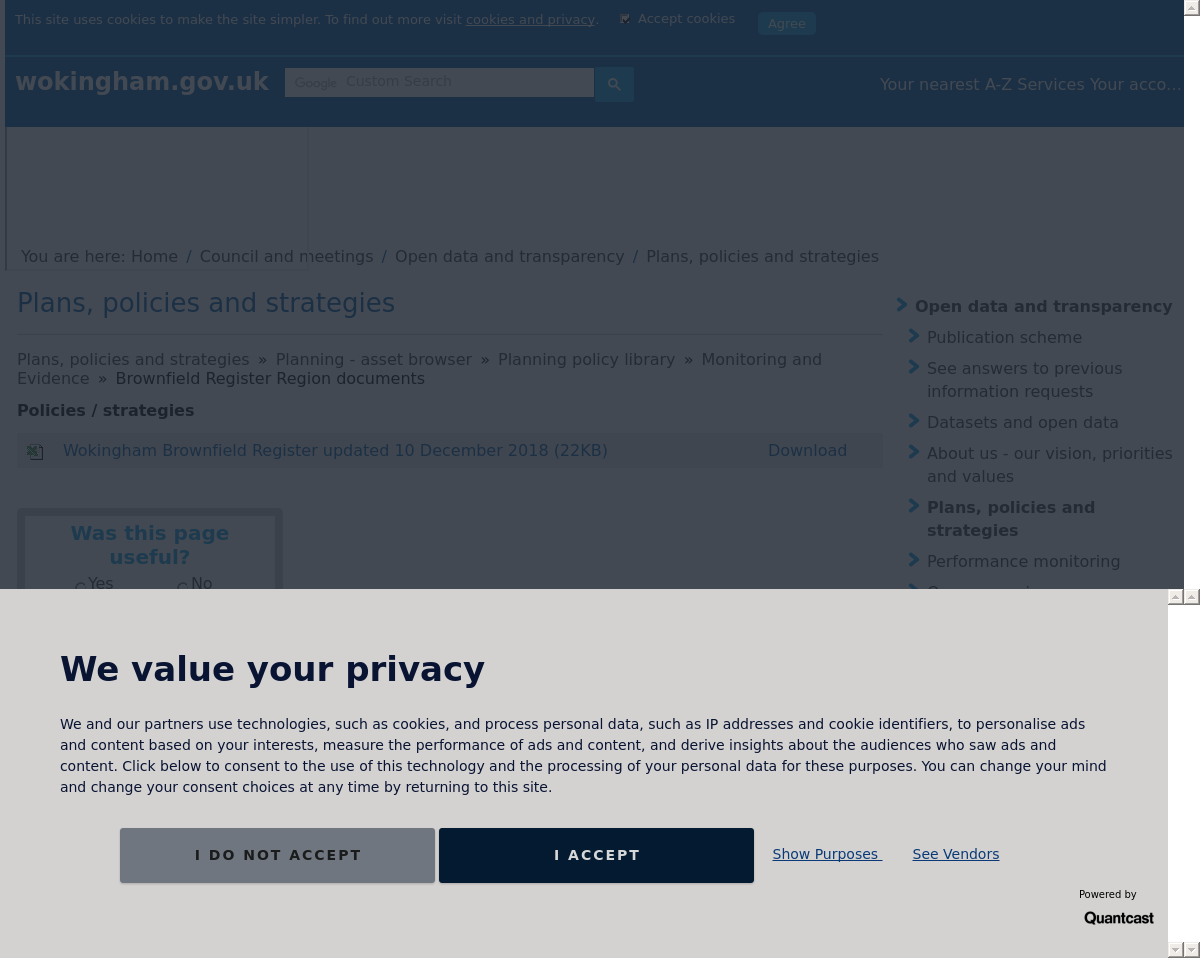 This site uses cookies to make the site simpler. To find out more visit cookies and privacy. Accept cookies Agree
wokingham.gov.uk Google Custom Search Your nearest A-Z Services Your acco...
You are here: Home / Council and meetings / Open data and transparency / Plans, policies and strategies
Plans, policies and strategies
Plans, policies and strategies » Planning - asset browser » Planning policy library » Monitoring and
Evidence » Brownfield Register Region documents
Policies / strategies
Wokingham Brownfield Register updated 10 December 2018 (22KB) Download
Was this page
useful?
Yes No
Open data and transparency
Publication scheme
See answers to previous
information requests
Datasets and open data
About us - our vision, priorities
and values
Plans, policies and
strategies
Performance monitoring
We value your privacy
We and our partners use technologies, such as cookies, and process personal data, such as IP addresses and cookie identifiers, to personalise ads
and content based on your interests, measure the performance of ads and content, and derive insights about the audiences who saw ads and
content. Click below to consent to the use of this technology and the processing of your personal data for these purposes. You can change your mind
and change your consent choices at any time by returning to this site.
I DO NOT ACCEPT I ACCEPT Show Purposes See Vendors
Powered by
Quantcast